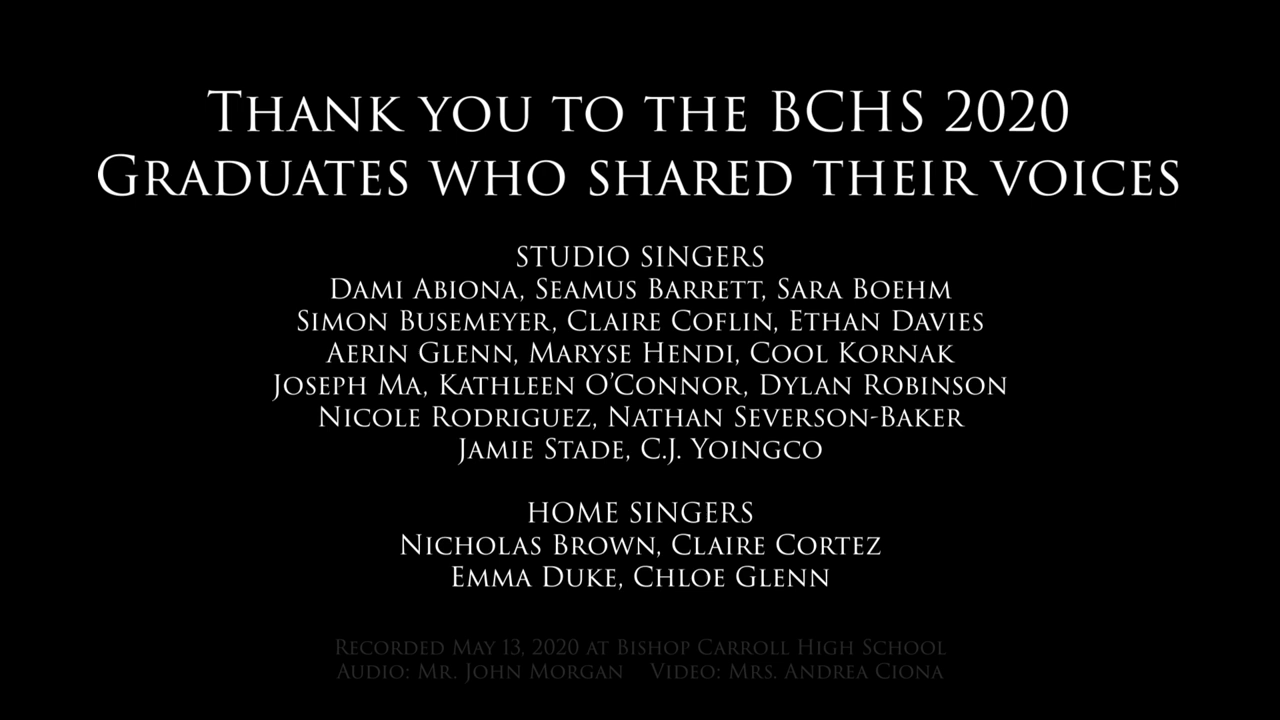 Thank you to the BCHS 2020
Graduates who shared their voices
STUDIO SINGERS
Dami Abiona, Seamus Barrett, Sara Boehm
Simon Busemeyer, Claire Coflin, Ethan Davies
Aerin Glenn, Maryse Hendi, Cool Kornak
Joseph Ma, Kathleen O’Connor, Dylan Robinson
Nicole Rodriguez, Nathan Severson-Baker
Jamie Stade, C.J. Yoingco
HOME SINGERS
Nicholas Brown, Claire Cortez
Emma Duke, Chloe Glenn
Recorded May 13, 2020 at Bishop Carroll High School
Audio: Mr. John Morgan Video: Mrs. Andrea Ciona